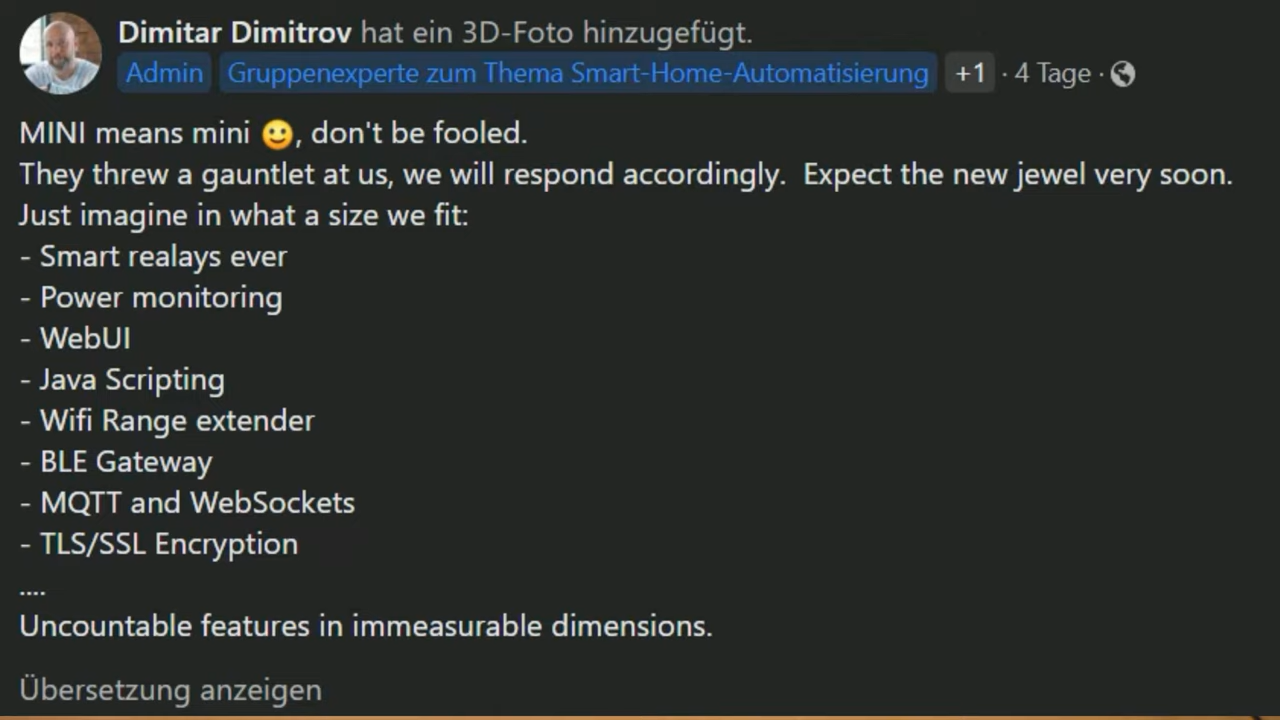 Dimitar Dimitrov hat ein 3D-Foto hinzugefügt.
Admin Gruppenexperte zum Thema Smart-Home-Automatisierung +1 · 4 Tage ·
MINI means mini 🙂, don't be fooled.
They threw a gauntlet at us, we will respond accordingly.  Expect the new jewel very soon.
Just imagine in what a size we fit:
- Smart realays ever
- Power monitoring
- WebUI
- Java Scripting
- Wifi Range extender
- BLE Gateway
- MQTT and WebSockets
- TLS/SSL Encryption
....
Uncountable features in immeasurable dimensions.
Übersetzung anzeigen